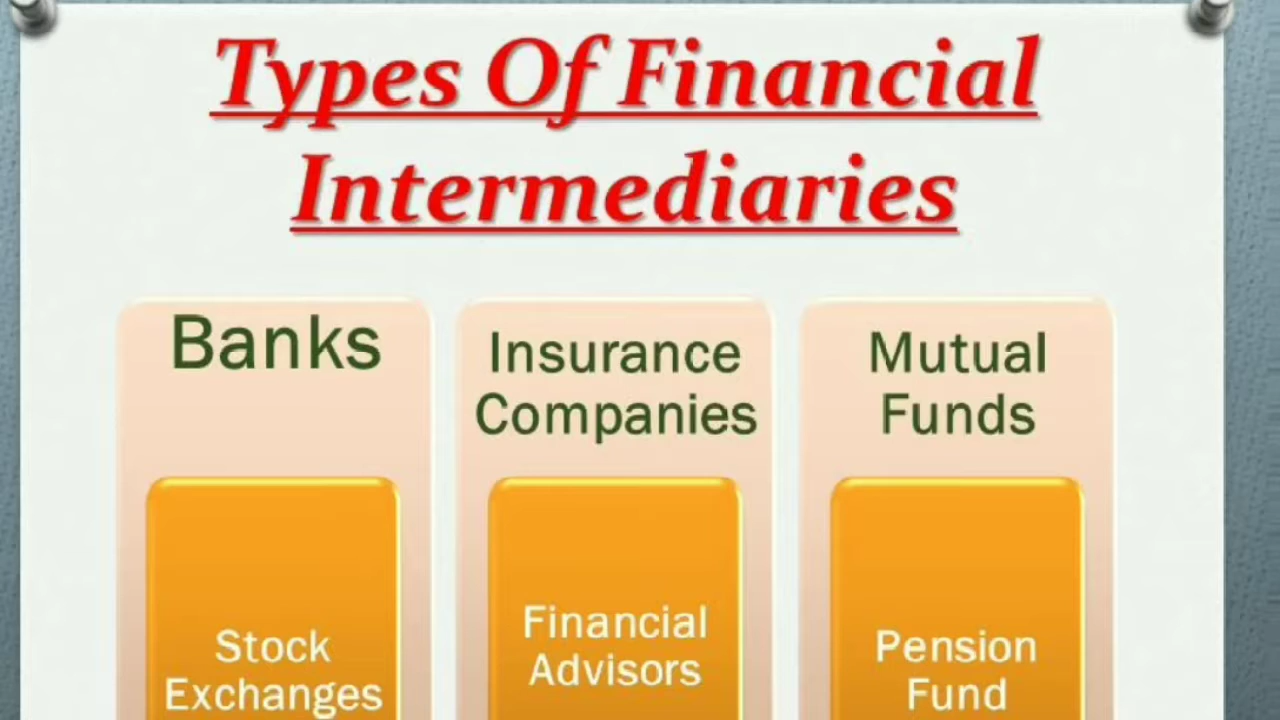 Types Of Financial
Intermediaries
Banks
Insurance
Companies
Mutual
Funds
Stock
Exchanges
Financial
Advisors
Pension
Fund